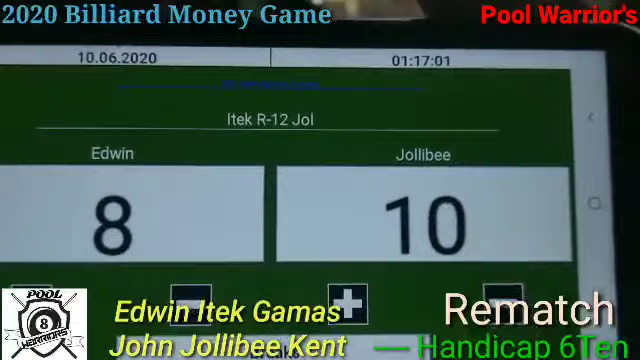 2020 Billiard Money Game
Pool Warrior's
10.06.2020
01:17:01
Itek R-12 Jol
Edwin
Jollibee
8
10
POOL
8
WARRIORS
Edwin Itek Gamas
John Jollibee Kent
Rematch
— Handicap 6Ten